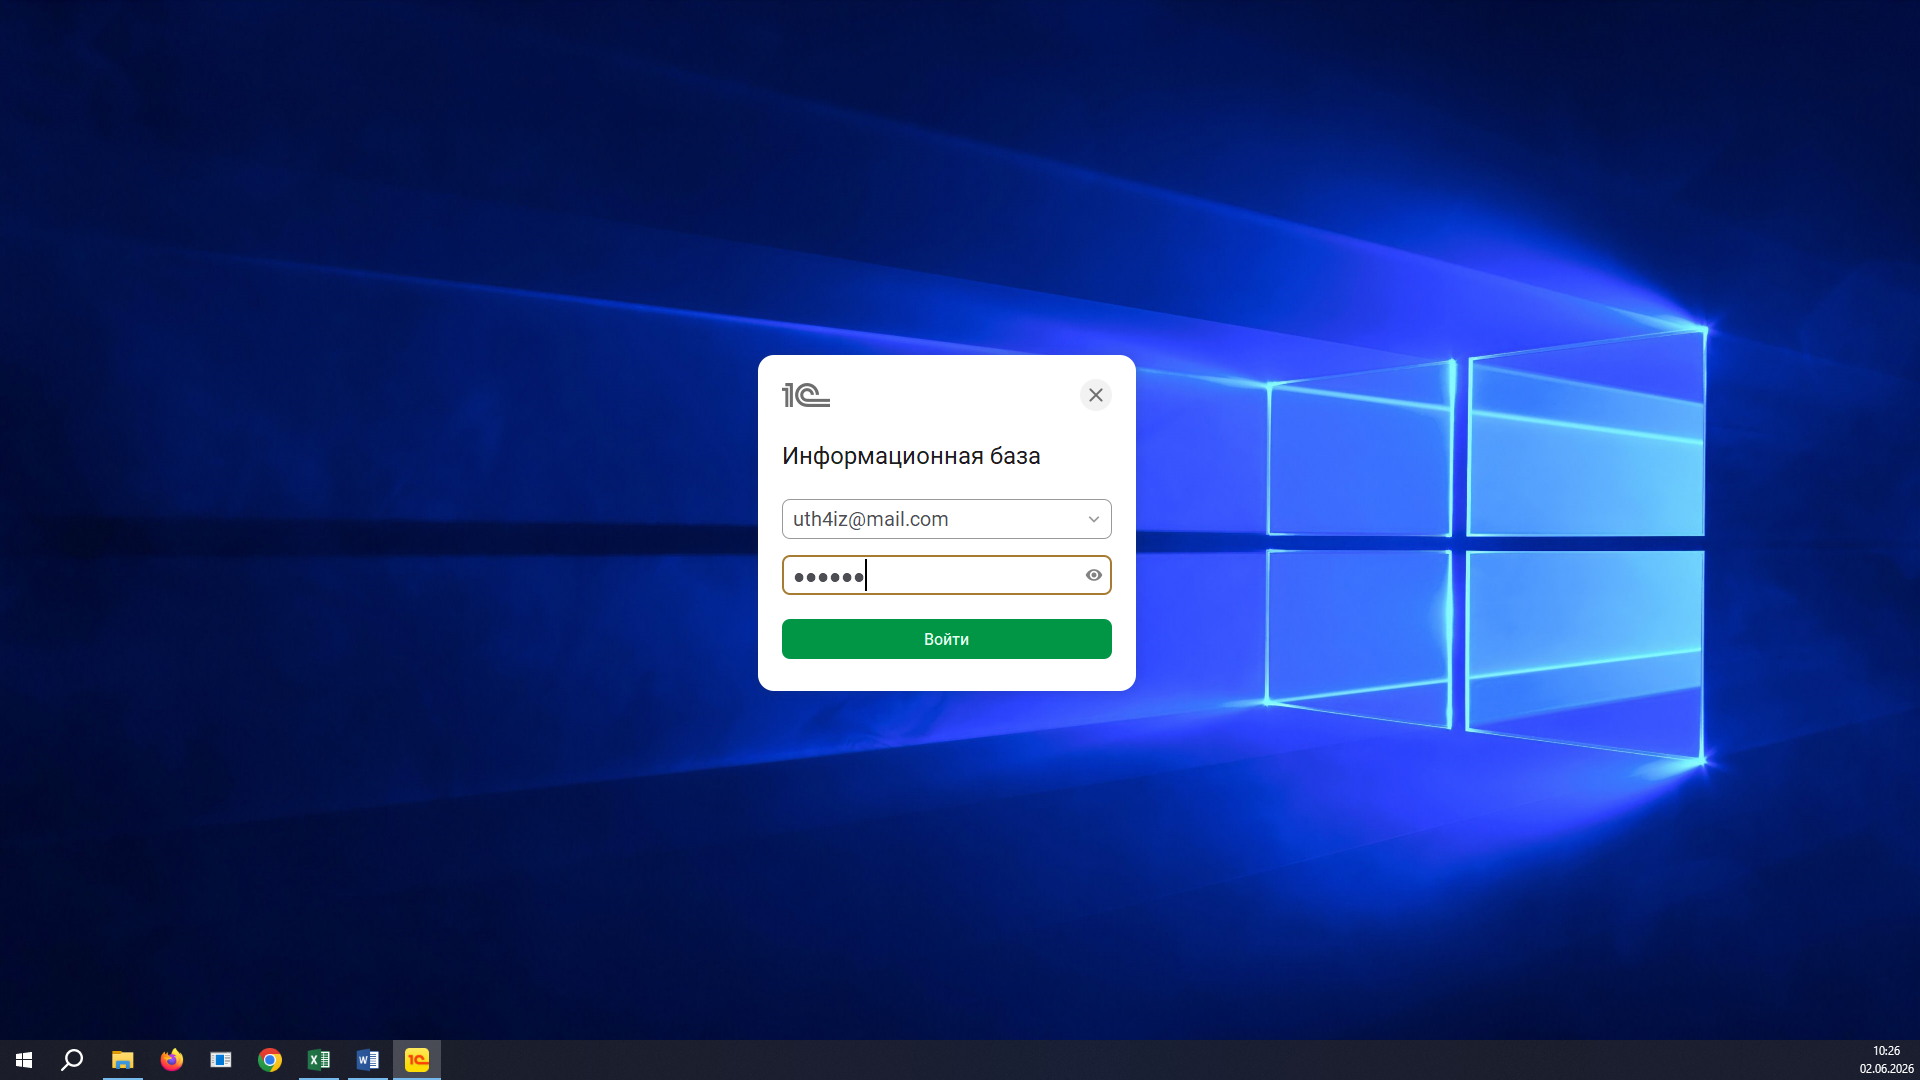 1С
Информационная база
uth4iz@mail.com
●●●●●●
Войти
10:26
02.06.2026